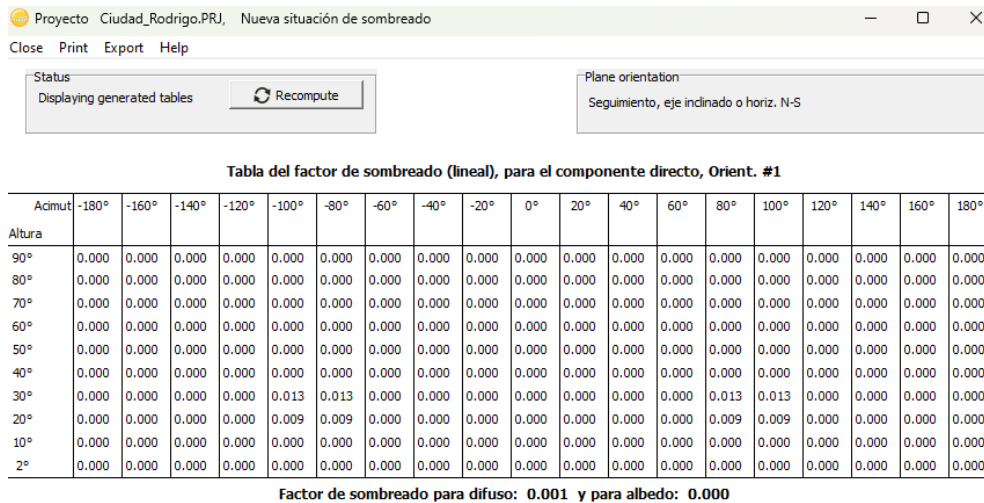 Proyecto Ciudad_Rodrigo.PRJ, Nueva situación de sombreado
Close Print Export Help
Status
Displaying generated tables
Recompute
Plane orientation
Seguimiento, eje inclinado o horiz. N-S
Tabla del factor de sombreado (lineal), para el componente directo, Orient. #1
Acimut -180° -160° -140° -120° -100° -80° -60° -40° -20° 0° 20° 40° 60° 80° 100° 120° 140° 160° 180°
Altura
90° 0.000 0.000 0.000 0.000 0.000 0.000 0.000 0.000 0.000 0.000 0.000 0.000 0.000 0.000 0.000 0.000 0.000 0.000 0.000
80° 0.000 0.000 0.000 0.000 0.000 0.000 0.000 0.000 0.000 0.000 0.000 0.000 0.000 0.000 0.000 0.000 0.000 0.000 0.000
70° 0.000 0.000 0.000 0.000 0.000 0.000 0.000 0.000 0.000 0.000 0.000 0.000 0.000 0.000 0.000 0.000 0.000 0.000 0.000
60° 0.000 0.000 0.000 0.000 0.000 0.000 0.000 0.000 0.000 0.000 0.000 0.000 0.000 0.000 0.000 0.000 0.000 0.000 0.000
50° 0.000 0.000 0.000 0.000 0.000 0.000 0.000 0.000 0.000 0.000 0.000 0.000 0.000 0.000 0.000 0.000 0.000 0.000 0.000
40° 0.000 0.000 0.000 0.000 0.000 0.000 0.000 0.000 0.000 0.000 0.000 0.000 0.000 0.000 0.000 0.000 0.000 0.000 0.000
30° 0.000 0.000 0.000 0.000 0.013 0.013 0.000 0.000 0.000 0.000 0.000 0.000 0.000 0.013 0.013 0.000 0.000 0.000 0.000
20° 0.000 0.000 0.000 0.000 0.009 0.009 0.000 0.000 0.000 0.000 0.000 0.000 0.000 0.009 0.009 0.000 0.000 0.000 0.000
10° 0.000 0.000 0.000 0.000 0.000 0.000 0.000 0.000 0.000 0.000 0.000 0.000 0.000 0.000 0.000 0.000 0.000 0.000 0.000
2° 0.000 0.000 0.000 0.000 0.000 0.000 0.000 0.000 0.000 0.000 0.000 0.000 0.000 0.000 0.000 0.000 0.000 0.000 0.000
Factor de sombreado para difuso: 0.001 y para albedo: 0.000